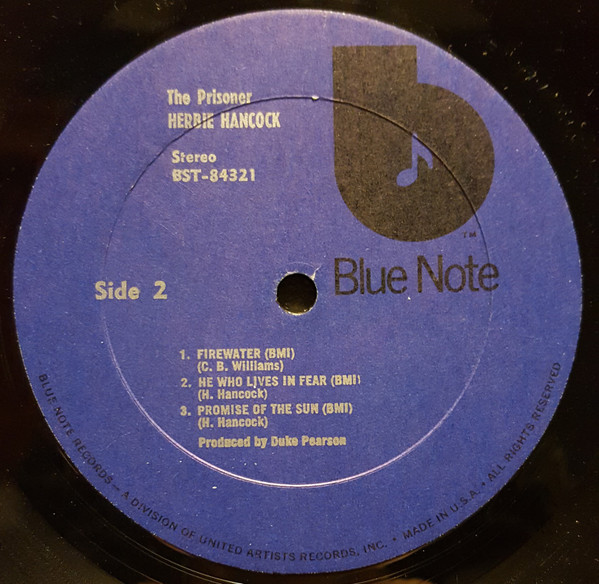 The Prisoner
HERBIE HANCOCK
Stereo
BST-84321
TM
Blue Note
Side 2
1. FIREWATER (BMI)
(C. B. Williams)
2. HE WHO LIVES IN FEAR (BMI)
(H. Hancock)
3. PROMISE OF THE SUN (BMI)
(H. Hancock)
Produced by Duke Pearson
BLUE NOTE RECORDS — A DIVISION OF UNITED ARTISTS RECORDS, INC. • MADE IN U.S.A. • ALL RIGHTS RESERVED